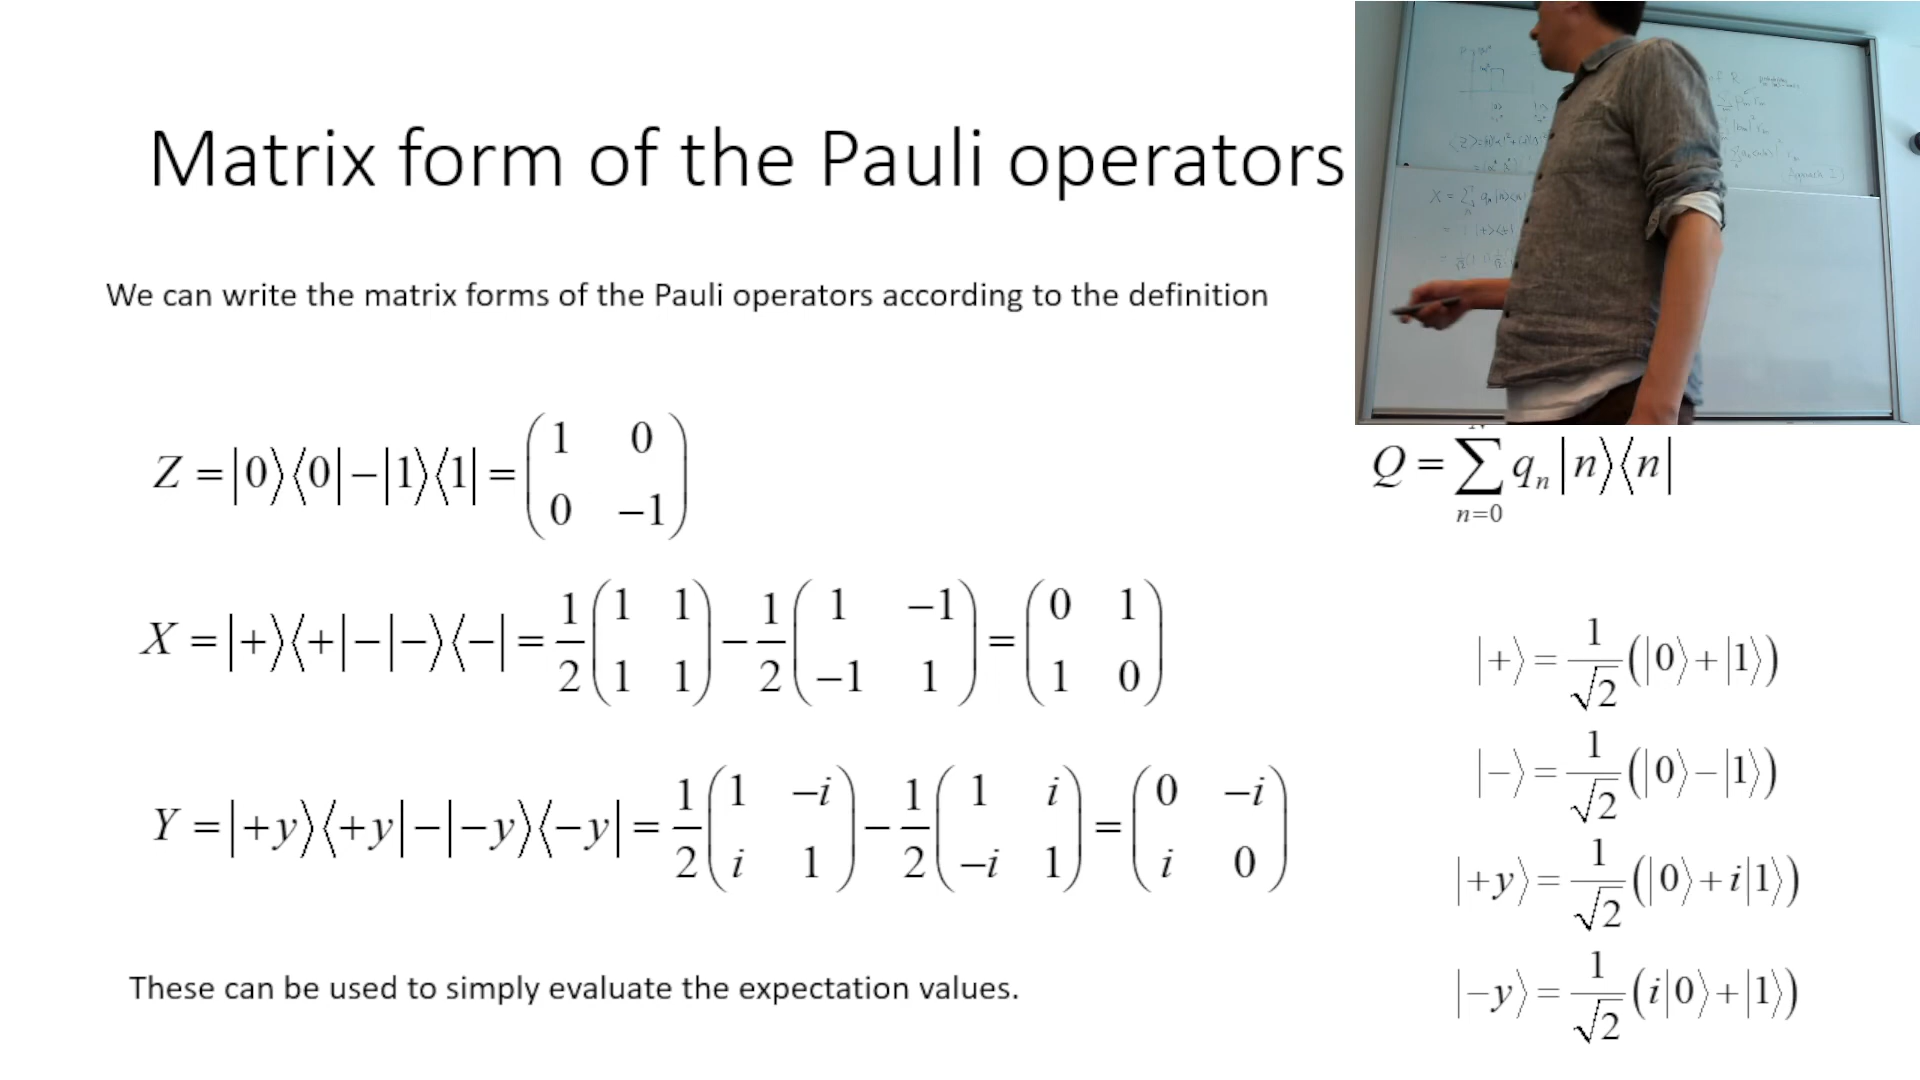 Matrix form of the Pauli operators
We can write the matrix forms of the Pauli operators according to the definition
Z = |0⟩⟨0| − |1⟩⟨1| = (1 0; 0 −1)
Q = ∑ n=0 qₙ |n⟩⟨n|
X = |+⟩⟨+| − |−⟩⟨−| = 1/2 (1 1; 1 1) − 1/2 (1 −1; −1 1) = (0 1; 1 0)
|+⟩ = 1/√2 (|0⟩ + |1⟩)
|−⟩ = 1/√2 (|0⟩ − |1⟩)
Y = |+y⟩⟨+y| − |−y⟩⟨−y| = 1/2 (1 −i; i 1) − 1/2 (1 i; −i 1) = (0 −i; i 0)
|+y⟩ = 1/√2 (|0⟩ + i|1⟩)
|−y⟩ = 1/√2 (i|0⟩ + |1⟩)
These can be used to simply evaluate the expectation values.